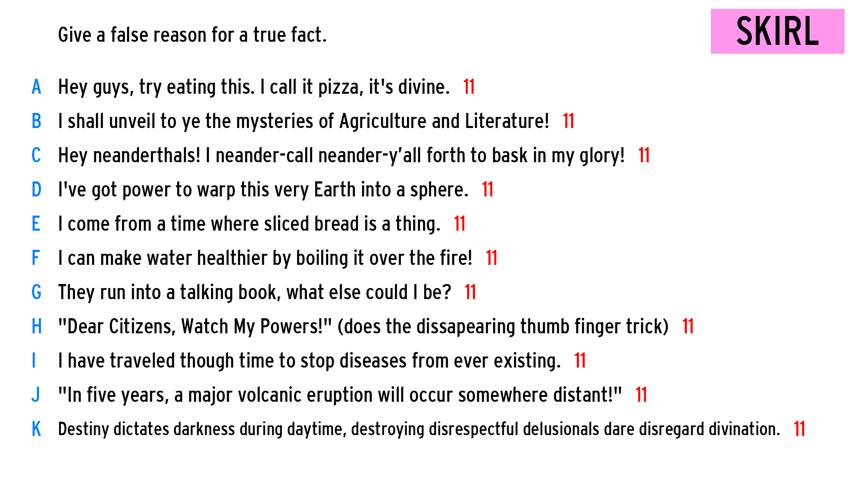 Give a false reason for a true fact.
SKIRL
A Hey guys, try eating this. I call it pizza, it's divine. 11
B I shall unveil to ye the mysteries of Agriculture and Literature! 11
C Hey neanderthals! I neander-call neander-y’all forth to bask in my glory! 11
D I've got power to warp this very Earth into a sphere. 11
E I come from a time where sliced bread is a thing. 11
F I can make water healthier by boiling it over the fire! 11
G They run into a talking book, what else could I be? 11
H "Dear Citizens, Watch My Powers!" (does the dissapearing thumb finger trick) 11
I I have traveled though time to stop diseases from ever existing. 11
J "In five years, a major volcanic eruption will occur somewhere distant!" 11
K Destiny dictates darkness during daytime, destroying disrespectful delusionals dare disregard divination. 11